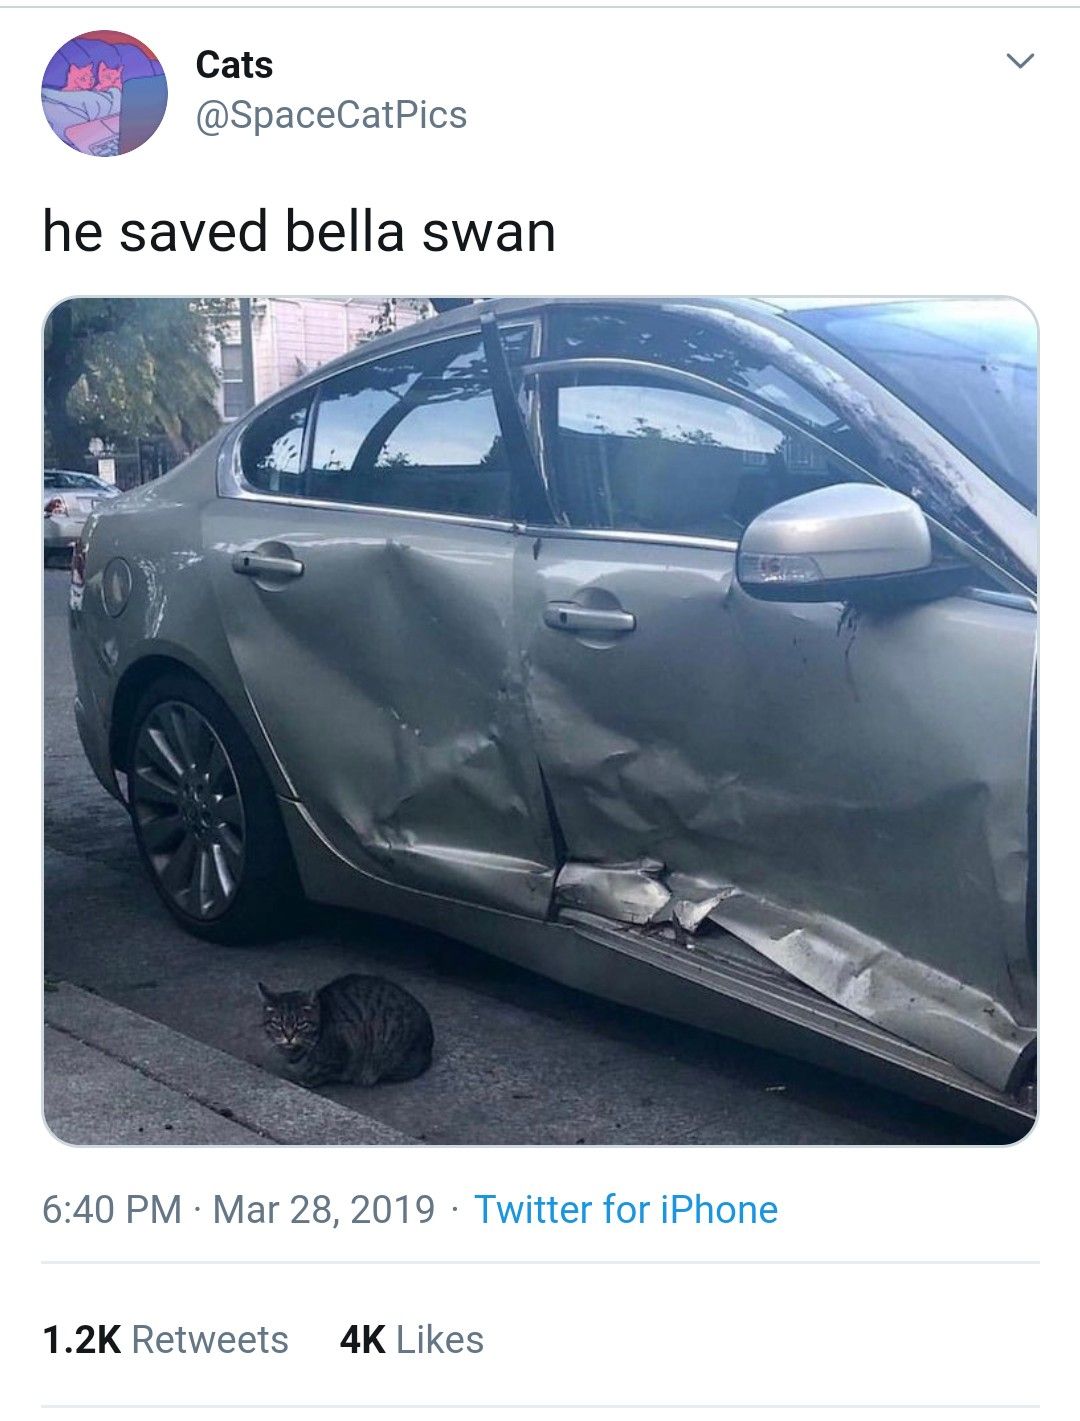 Cats
@SpaceCatPics
he saved bella swan
6:40 PM · Mar 28, 2019 · Twitter for iPhone
1.2K Retweets 4K Likes